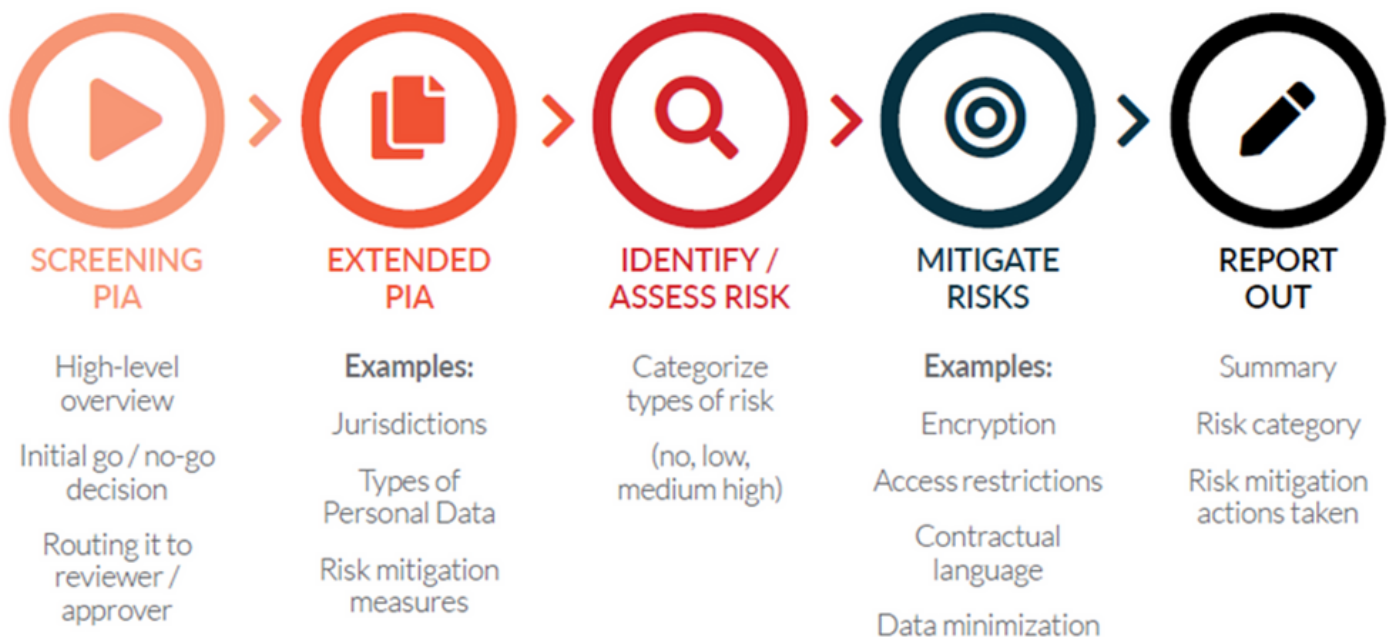 SCREENING
PIA
High-level
overview
Initial go / no-go
decision
Routing it to
reviewer /
approver
EXTENDED
PIA
Examples:
Jurisdictions
Types of
Personal Data
Risk mitigation
measures
IDENTIFY /
ASSESS RISK
Categorize
types of risk
(no, low,
medium high)
MITIGATE
RISKS
Examples:
Encryption
Access restrictions
Contractual
language
Data minimization
REPORT
OUT
Summary
Risk category
Risk mitigation
actions taken